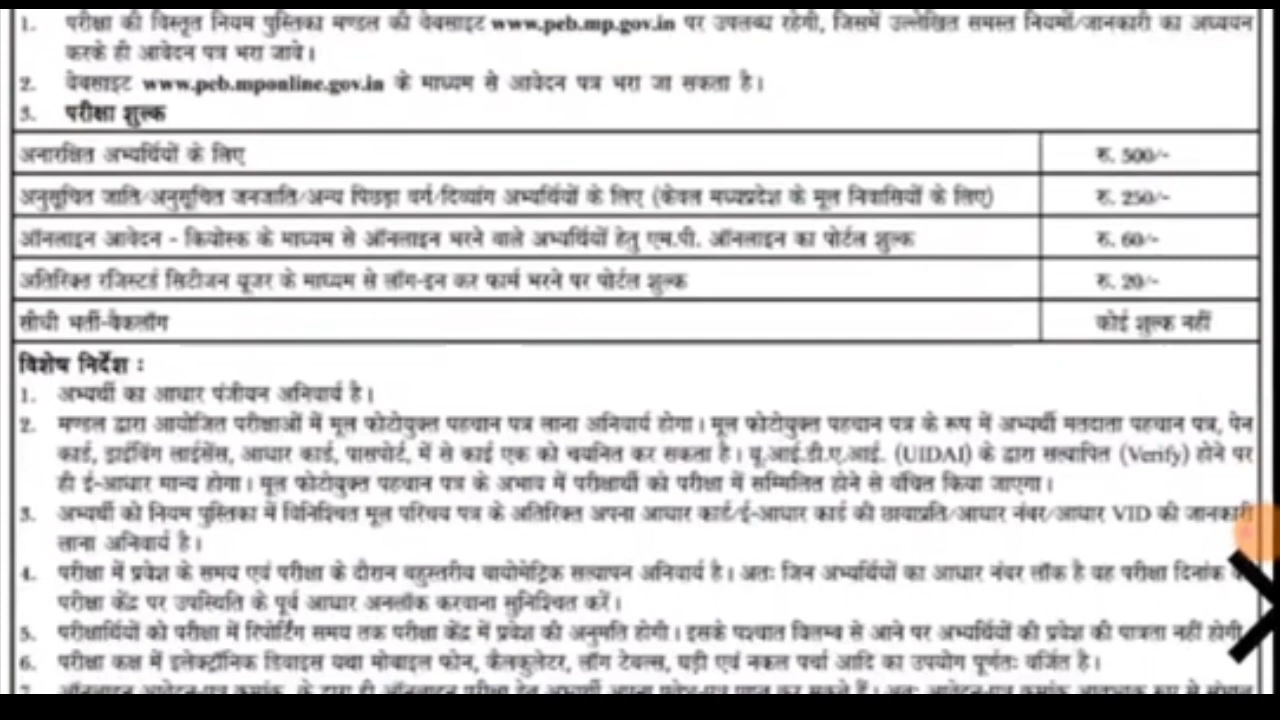 1. परीक्षा की विस्तृत नियम पुस्तिका मण्डल की वेबसाइट www.peb.mp.gov.in पर उपलब्ध रहेगी, जिसमें उल्लेखित समस्त नियमों/जानकारी का अध्ययन
करके ही आवेदन पत्र भरा जावे।
2. वेबसाइट www.peb.mponline.gov.in के माध्यम से आवेदन पत्र भरा जा सकता है।
3. परीक्षा शुल्क
अनारक्षित अभ्यर्थियों के लिए रु. 500/-
अनुसूचित जाति/अनुसूचित जनजाति/अन्य पिछड़ा वर्ग/दिव्यांग अभ्यर्थियों के लिए (केवल मध्यप्रदेश के मूल निवासियों के लिए) रु. 250/-
ऑनलाइन आवेदन - कियोस्क के माध्यम से ऑनलाइन भरने वाले अभ्यर्थियों हेतु एम.पी. ऑनलाइन का पोर्टल शुल्क रु. 60/-
अतिरिक्त रजिस्टर्ड सिटीजन यूजर के माध्यम से लॉग-इन कर फार्म भरने पर पोर्टल शुल्क रु. 20/-
सीधी भर्ती-बैकलॉग कोई शुल्क नहीं
विशेष निर्देश :
1. अभ्यर्थी का आधार पंजीयन अनिवार्य है।
2. मण्डल द्वारा आयोजित परीक्षाओं में मूल फोटोयुक्त पहचान पत्र लाना अनिवार्य होगा। मूल फोटोयुक्त पहचान पत्र के रूप में अभ्यर्थी मतदाता पहचान पत्र, पेन
कार्ड, ड्राईविंग लाईसेंस, आधार कार्ड, पासपोर्ट, में से कोई एक को चयनित कर सकता है। यू.आई.डी.ए.आई. (UIDAI) के द्वारा सत्यापित (Verify) होने पर
ही ई-आधार मान्य होगा। मूल फोटोयुक्त पहचान पत्र के अभाव में परीक्षार्थी को परीक्षा में सम्मिलित होने से वंचित किया जाएगा।
3. अभ्यर्थी को नियम पुस्तिका में विनिश्चित मूल परिचय पत्र के अतिरिक्त अपना आधार कार्ड/ई-आधार कार्ड की छायाप्रति/आधार नंबर/आधार VID की जानकारी
लाना अनिवार्य है।
4. परीक्षा में प्रवेश के समय एवं परीक्षा के दौरान बहुस्तरीय बायोमेट्रिक सत्यापन अनिवार्य है। अतः जिन अभ्यर्थियों का आधार नंबर लॉक है वह परीक्षा दिनांक
परीक्षा केंद्र पर उपस्थिति के पूर्व आधार अनलॉक करवाना सुनिश्चित करें।
5. परीक्षार्थियों को परीक्षा में रिपोर्टिंग समय तक परीक्षा केंद्र में प्रवेश की अनुमति होगी। इसके पश्चात विलम्ब से आने पर अभ्यर्थियों की प्रवेश की पात्रता नहीं होगी
6. परीक्षा कक्ष में इलेक्ट्रॉनिक डिवाइस यथा मोबाइल फोन, कैलकुलेटर, लॉग टेबल्स, घड़ी एवं नकल पर्चा आदि का उपयोग पूर्णतः वर्जित है।